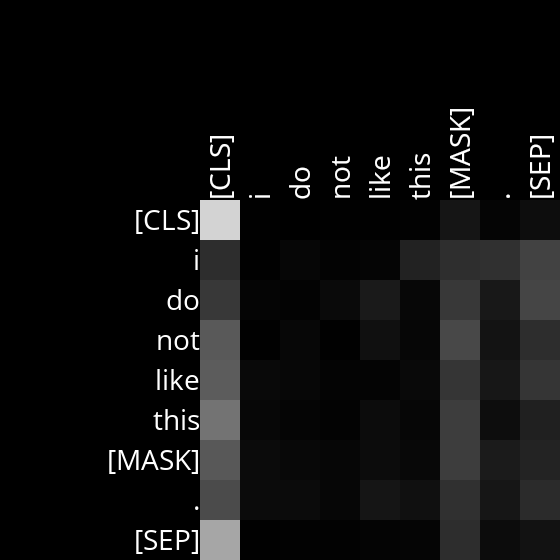 [CLS] i do not like this [MASK] . [SEP]
[CLS]
i
do
not
like
this
[MASK]
.
[SEP]